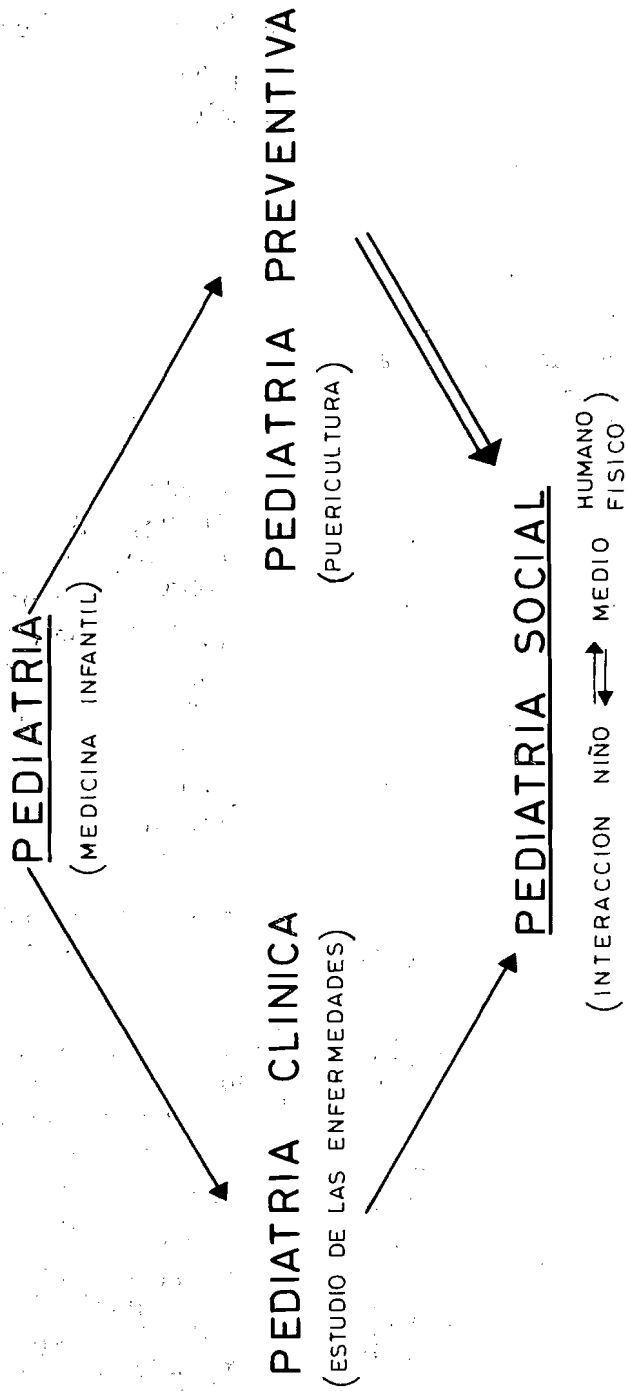 PEDIATRIA
(MEDICINA INFANTIL)
PEDIATRIA CLINICA
(ESTUDIO DE LAS ENFERMEDADES)
PEDIATRIA PREVENTIVA
(PUERICULTURA)
PEDIATRIA SOCIAL
(INTERACCION NIÑO ⇄ MEDIO HUMANO
FISICO)